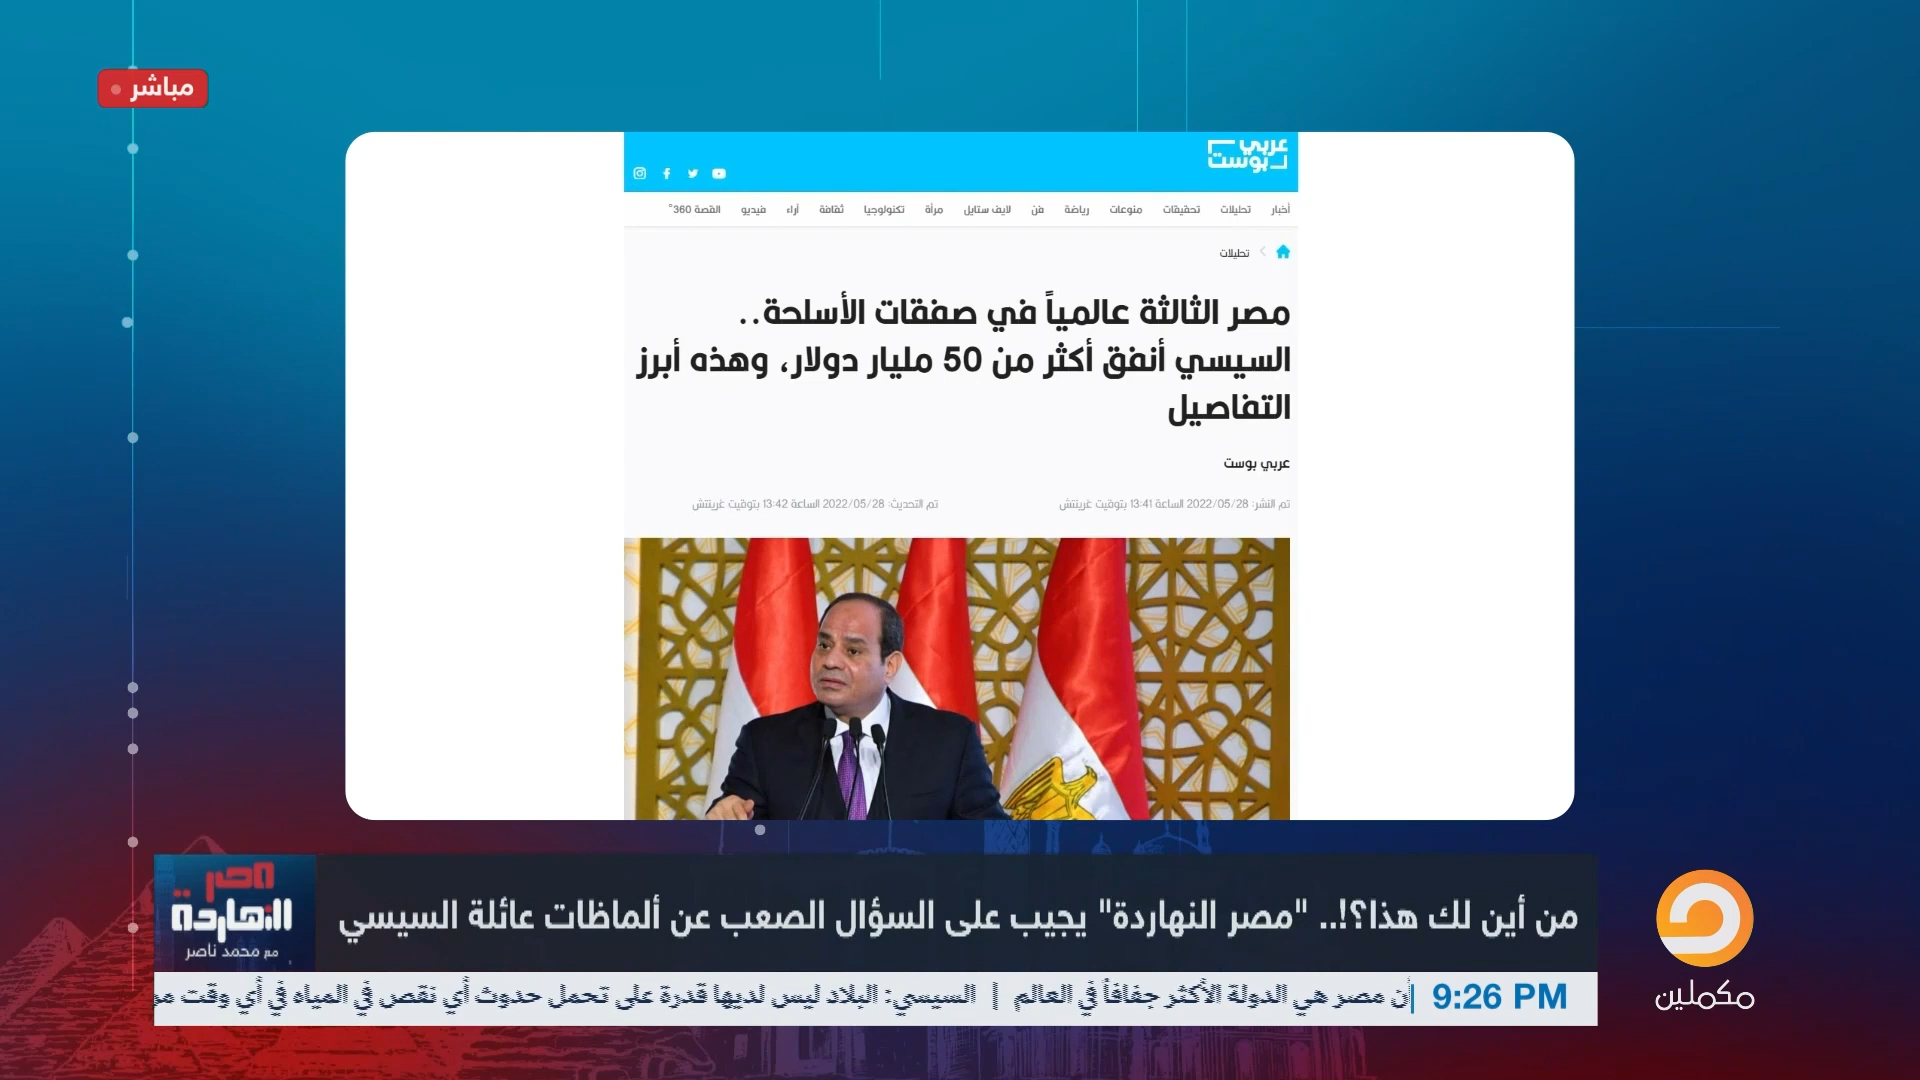 مباشر
عربي
بوست
أخبار تحليلات تحقيقات منوعات رياضة فن لايف ستايل مرأة تكنولوجيا ثقافة آراء فيديو القصة 360°
تحليلات
مصر الثالثة عالمياً في صفقات الأسلحة..
السيسي أنفق أكثر من 50 مليار دولار، وهذه أبرز
التفاصيل
عربي بوست
تم النشر: 2022/05/28 الساعة 13:41 بتوقيت غرينتش
تم التحديث: 2022/05/28 الساعة 13:42 بتوقيت غرينتش
من أين لك هذا؟!.. "مصر النهاردة" يجيب على السؤال الصعب عن ألماظات عائلة السيسي
مصر
النهاردة
مع محمد ناصر
9:26 PM
ن مصر هي الدولة الأكثر جفافاً في العالم | السيسي: البلاد ليس لديها قدرة على تحمل حدوث أي نقص في المياه في أي وقت
مكملين